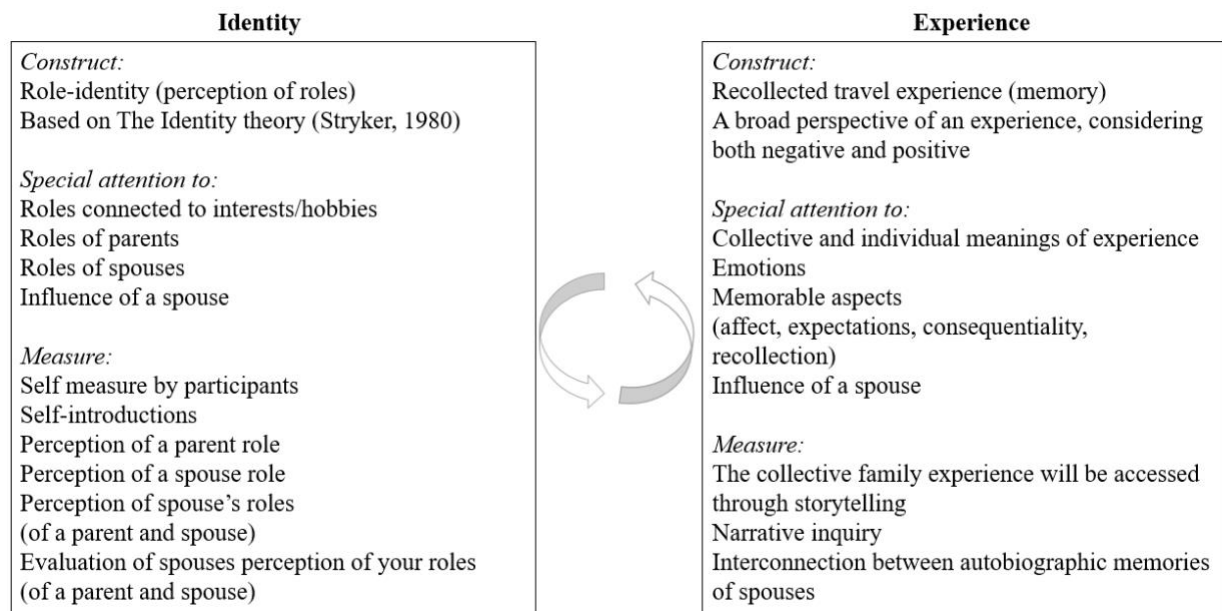 Identity
Construct:
Role-identity (perception of roles)
Based on The Identity theory (Stryker, 1980)
Special attention to:
Roles connected to interests/hobbies
Roles of parents
Roles of spouses
Influence of a spouse
Measure:
Self measure by participants
Self-introductions
Perception of a parent role
Perception of a spouse role
Perception of spouse’s roles
(of a parent and spouse)
Evaluation of spouses perception of your roles
(of a parent and spouse)
Experience
Construct:
Recollected travel experience (memory)
A broad perspective of an experience, considering
both negative and positive
Special attention to:
Collective and individual meanings of experience
Emotions
Memorable aspects
(affect, expectations, consequentiality,
recollection)
Influence of a spouse
Measure:
The collective family experience will be accessed
through storytelling
Narrative inquiry
Interconnection between autobiographic memories
of spouses